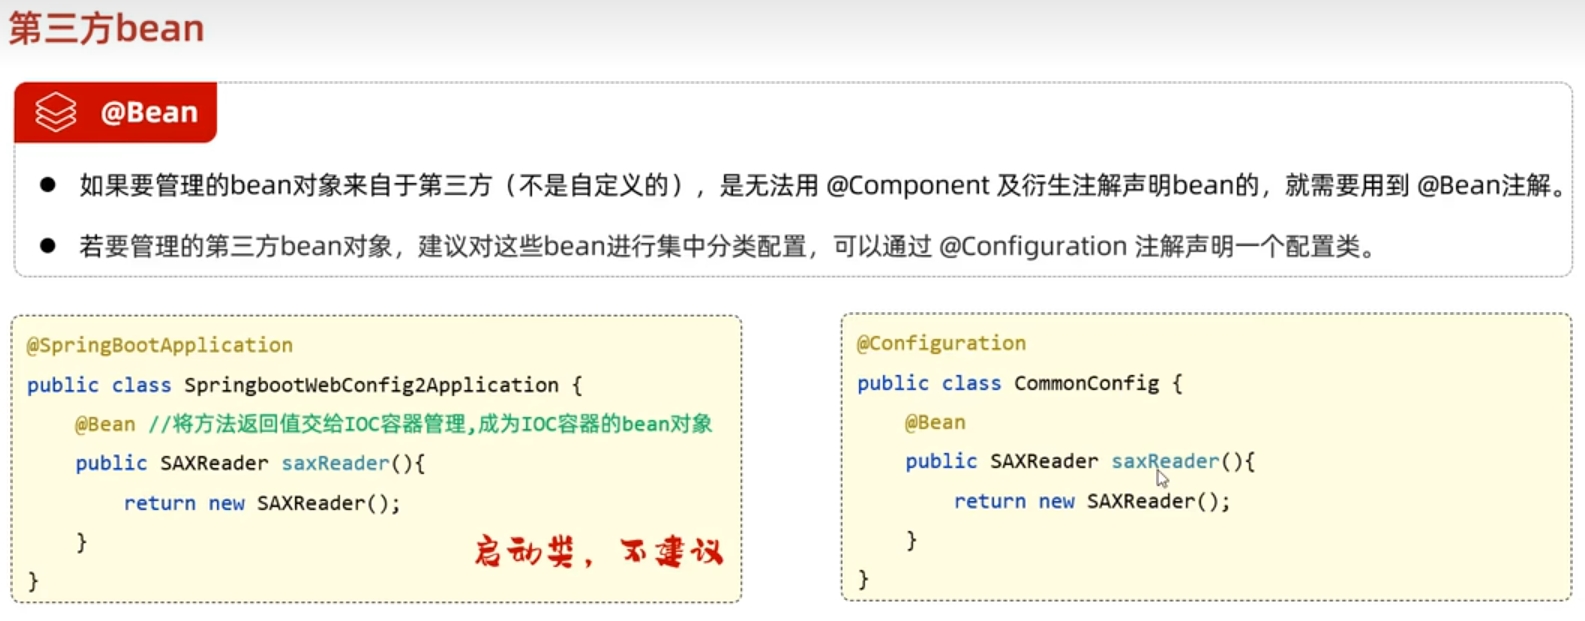 第三方bean
@Bean
● 如果要管理的bean对象来自于第三方（不是自定义的），是无法用 @Component 及衍生注解声明bean的，就需要用到 @Bean注解。
● 若要管理的第三方bean对象，建议对这些bean进行集中分类配置，可以通过 @Configuration 注解声明一个配置类。
@SpringBootApplication
public class SpringbootWebConfig2Application {
@Bean //将方法返回值交给IOC容器管理,成为IOC容器的bean对象
public SAXReader saxReader(){
return new SAXReader();
}
}
启动类，不建议
@Configuration
public class CommonConfig {
@Bean
public SAXReader saxReader(){
return new SAXReader();
}
}